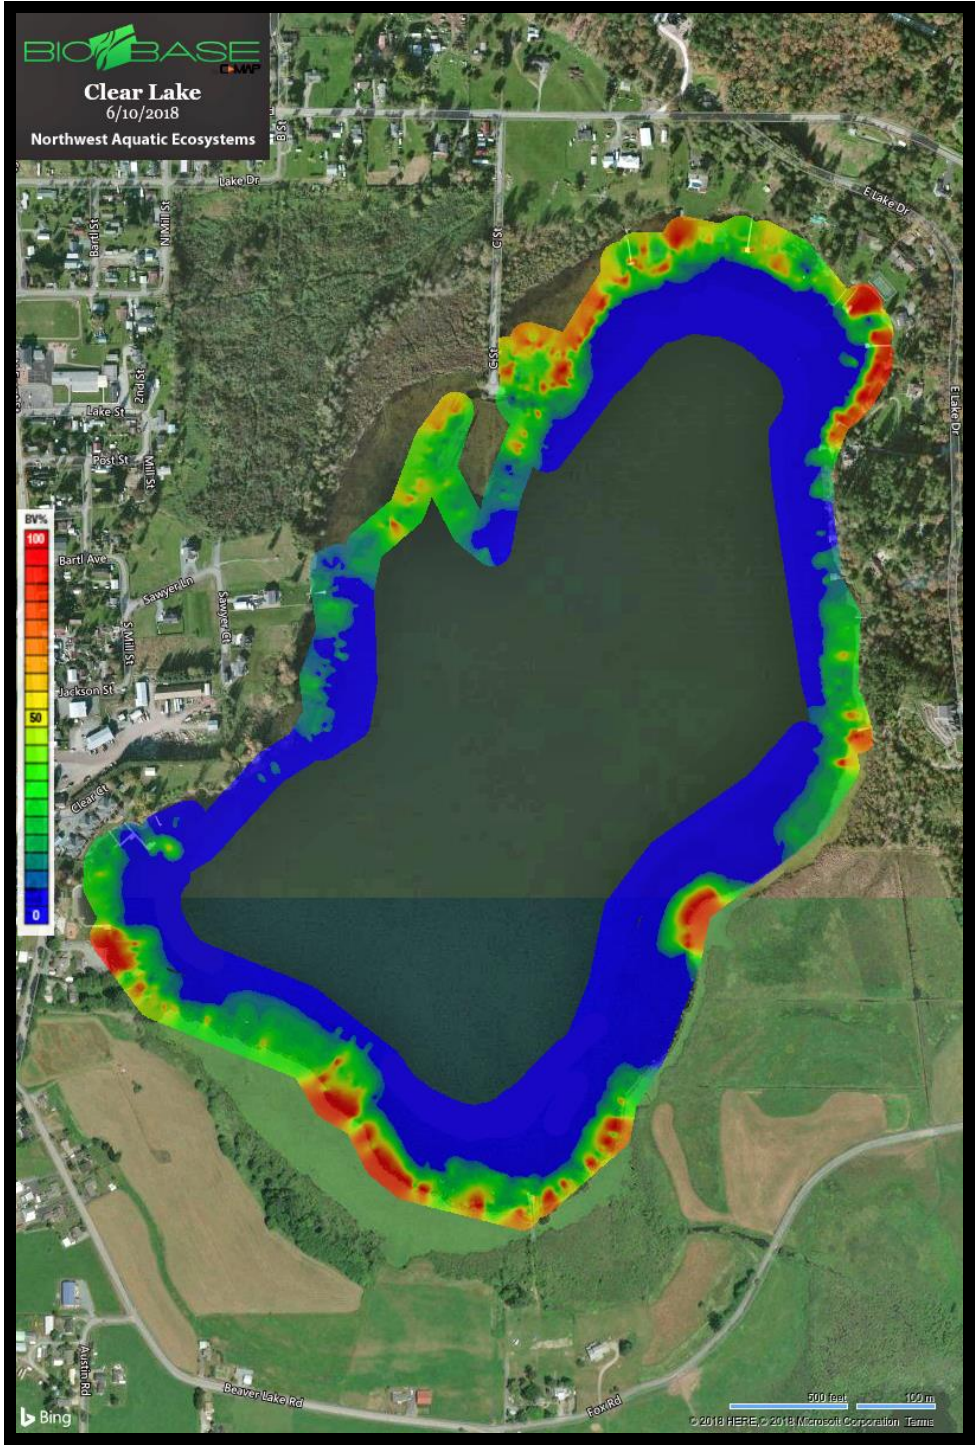 BIOBASE
C-MAP
Clear Lake
6/10/2018
Northwest Aquatic Ecosystems
B St
Lake Dr
E Lake Dr
Bartl St
N Mill St
C St
C St
2nd St
Lake St
E Lake Dr
Post St
Mill St
BV%
100
Bartl Ave
Sawyer Ln
Sawyer Ct
S Mill St
Jackson St
50
Clear Ct
0
Austin Rd
Beaver Lake Rd
Fox Rd
500 feet
100 m
Bing
© 2018 HERE, © 2018 Microsoft Corporation Terms